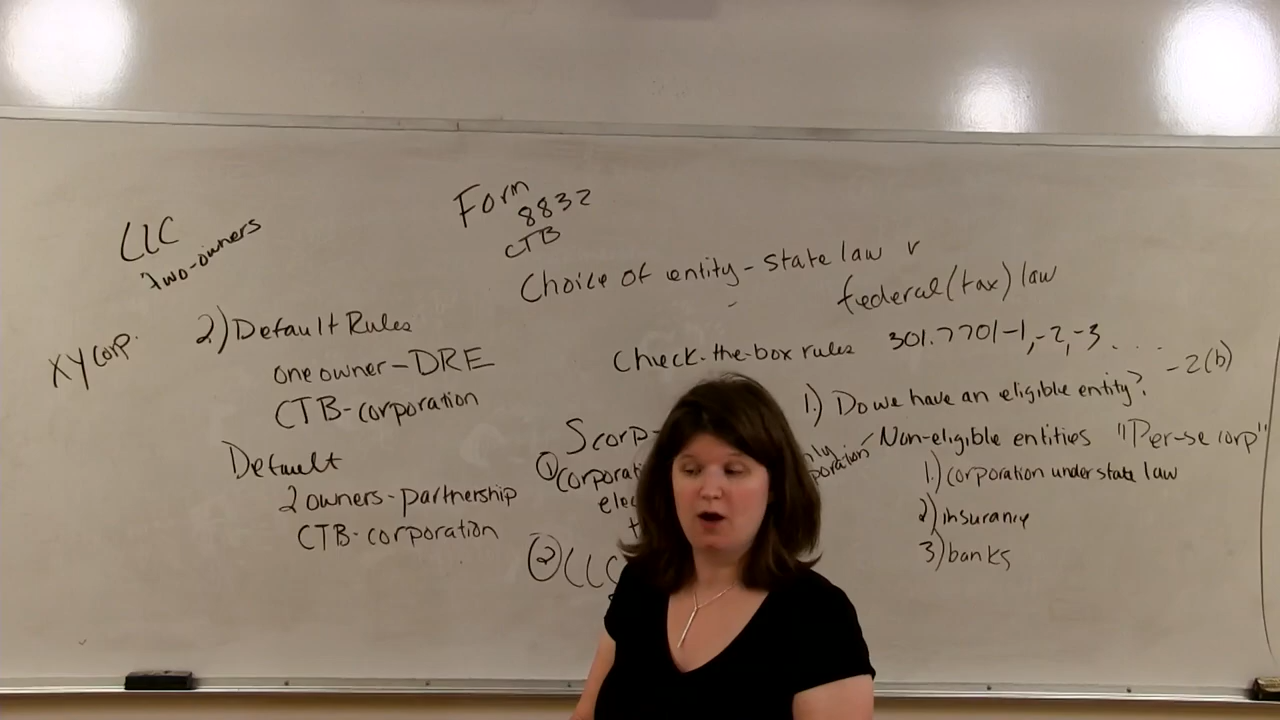 LLC
two-owners
XY corp.
Form
8832
CTB
Choice of entity - state law v
federal (tax) law
Check-the-box rules 301.7701-1, -2, -3 . . . .
-2(b)
1.) Do we have an eligible entity?
Non-eligible entities "Per-se corp"
1.) corporation under state law
2) insurance
3) banks
2.) Default Rules
one owner - DRE
CTB-corporation
Default
2 owners - partnership
CTB-corporation
S corp -
①
② LLC